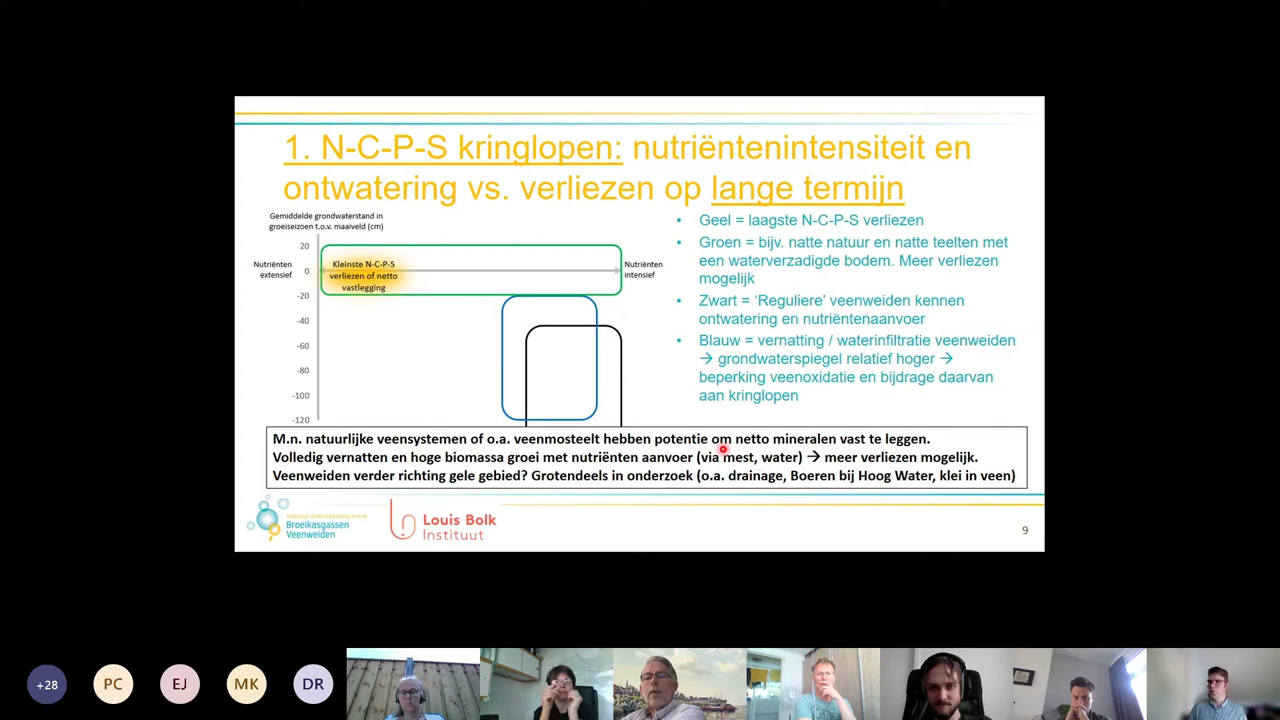 1. N-C-P-S kringlopen: nutriëntenintensiteit en
ontwatering vs. verliezen op lange termijn
Gemiddelde grondwaterstand in
groeiseizoen t.o.v. maaiveld (cm)
20
0
-20
-40
-60
-80
-100
-120
Nutriënten
extensief
Kleinste N-C-P-S
verliezen of netto
vastlegging
Nutriënten
intensief
• Geel = laagste N-C-P-S verliezen
• Groen = bijv. natte natuur en natte teelten met
een waterverzadigde bodem. Meer verliezen
mogelijk
• Zwart = ‘Reguliere’ veenweiden kennen
ontwatering en nutriëntenaanvoer
• Blauw = vernatting / waterinfiltratie veenweiden
→ grondwaterspiegel relatief hoger →
beperking veenoxidatie en bijdrage daarvan
aan kringlopen
M.n. natuurlijke veensystemen of o.a. veenmosteelt hebben potentie om netto mineralen vast te leggen.
Volledig vernatten en hoge biomassa groei met nutriënten aanvoer (via mest, water) → meer verliezen mogelijk.
Veenweiden verder richting gele gebied? Grotendeels in onderzoek (o.a. drainage, Boeren bij Hoog Water, klei in veen)
Nationaal Onderzoeksprogramma
Broeikasgassen
Veenweiden
Louis Bolk
Instituut
9
+28
PC
EJ
MK
DR